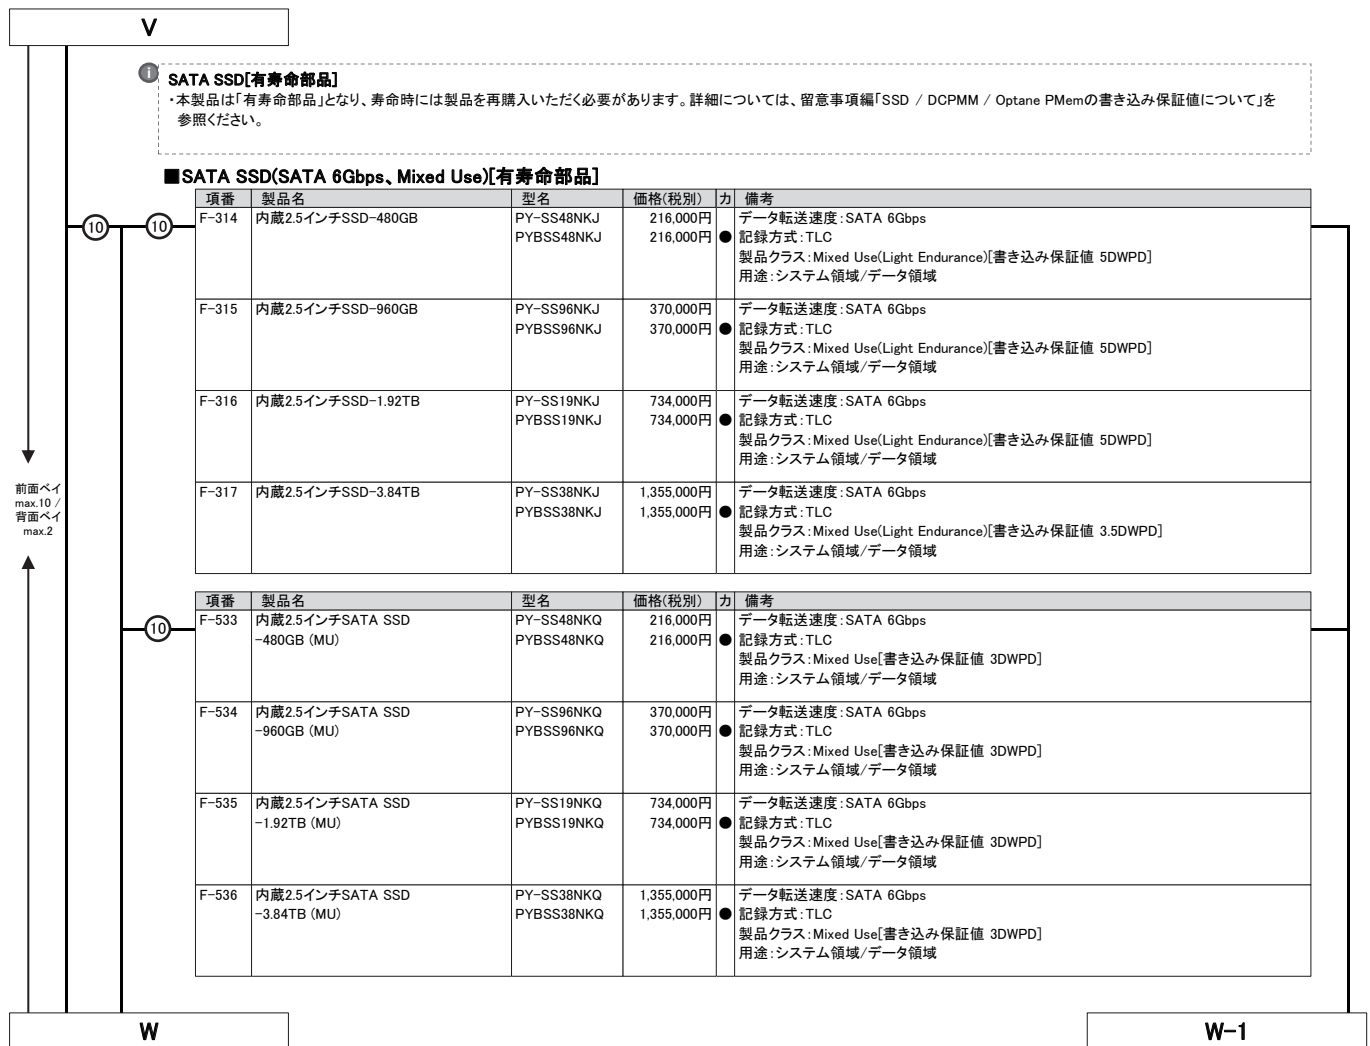 V
i
SATA SSD[有寿命部品]
・本製品は「有寿命部品」となり、寿命時には製品を再購入いただく必要があります。詳細については、留意事項編「SSD / DCPMM / Optane PMemの書き込み保証値について」を
参照ください。
■SATA SSD(SATA 6Gbps、Mixed Use)[有寿命部品]
項番 製品名 型名 価格(税別) カ 備考
10 10 F-314 内蔵2.5インチSSD-480GB PY-SS48NKJ 216,000円 データ転送速度:SATA 6Gbps
PYBSS48NKJ 216,000円 ● 記録方式:TLC
製品クラス:Mixed Use(Light Endurance)[書き込み保証値 5DWPD]
用途:システム領域/データ領域
F-315 内蔵2.5インチSSD-960GB PY-SS96NKJ 370,000円 データ転送速度:SATA 6Gbps
PYBSS96NKJ 370,000円 ● 記録方式:TLC
製品クラス:Mixed Use(Light Endurance)[書き込み保証値 5DWPD]
用途:システム領域/データ領域
F-316 内蔵2.5インチSSD-1.92TB PY-SS19NKJ 734,000円 データ転送速度:SATA 6Gbps
PYBSS19NKJ 734,000円 ● 記録方式:TLC
製品クラス:Mixed Use(Light Endurance)[書き込み保証値 5DWPD]
用途:システム領域/データ領域
F-317 内蔵2.5インチSSD-3.84TB PY-SS38NKJ 1,355,000円 データ転送速度:SATA 6Gbps
PYBSS38NKJ 1,355,000円 ● 記録方式:TLC
製品クラス:Mixed Use(Light Endurance)[書き込み保証値 3.5DWPD]
用途:システム領域/データ領域
前面ベイ
max.10 /
背面ベイ
max.2
項番 製品名 型名 価格(税別) カ 備考
10 F-533 内蔵2.5インチSATA SSD PY-SS48NKQ 216,000円 データ転送速度:SATA 6Gbps
-480GB (MU) PYBSS48NKQ 216,000円 ● 記録方式:TLC
製品クラス:Mixed Use[書き込み保証値 3DWPD]
用途:システム領域/データ領域
F-534 内蔵2.5インチSATA SSD PY-SS96NKQ 370,000円 データ転送速度:SATA 6Gbps
-960GB (MU) PYBSS96NKQ 370,000円 ● 記録方式:TLC
製品クラス:Mixed Use[書き込み保証値 3DWPD]
用途:システム領域/データ領域
F-535 内蔵2.5インチSATA SSD PY-SS19NKQ 734,000円 データ転送速度:SATA 6Gbps
-1.92TB (MU) PYBSS19NKQ 734,000円 ● 記録方式:TLC
製品クラス:Mixed Use[書き込み保証値 3DWPD]
用途:システム領域/データ領域
F-536 内蔵2.5インチSATA SSD PY-SS38NKQ 1,355,000円 データ転送速度:SATA 6Gbps
-3.84TB (MU) PYBSS38NKQ 1,355,000円 ● 記録方式:TLC
製品クラス:Mixed Use[書き込み保証値 3DWPD]
用途:システム領域/データ領域
W
W-1